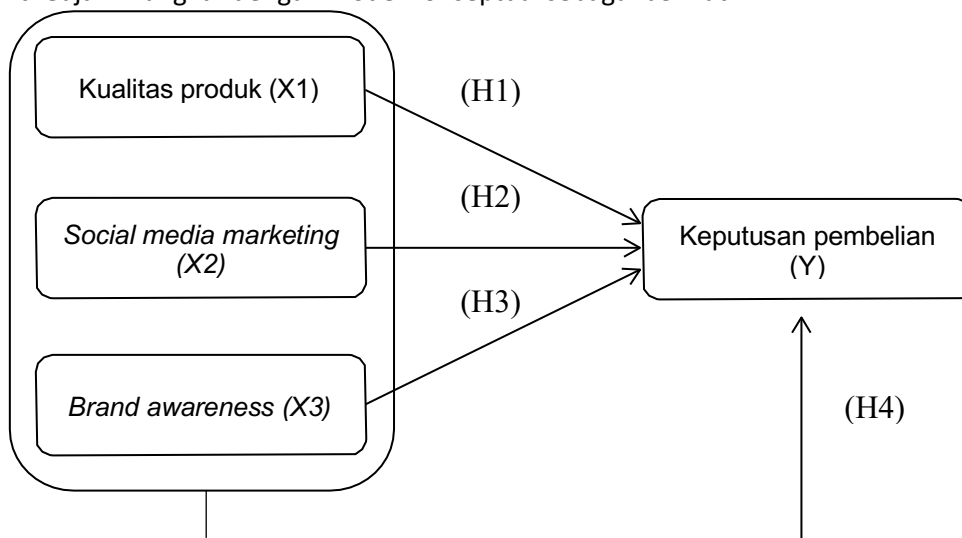 Kualitas produk (X1)
(H1)
(H2)
Social media marketing
(X2)
Keputusan pembelian
(Y)
(H3)
Brand awareness (X3)
(H4)